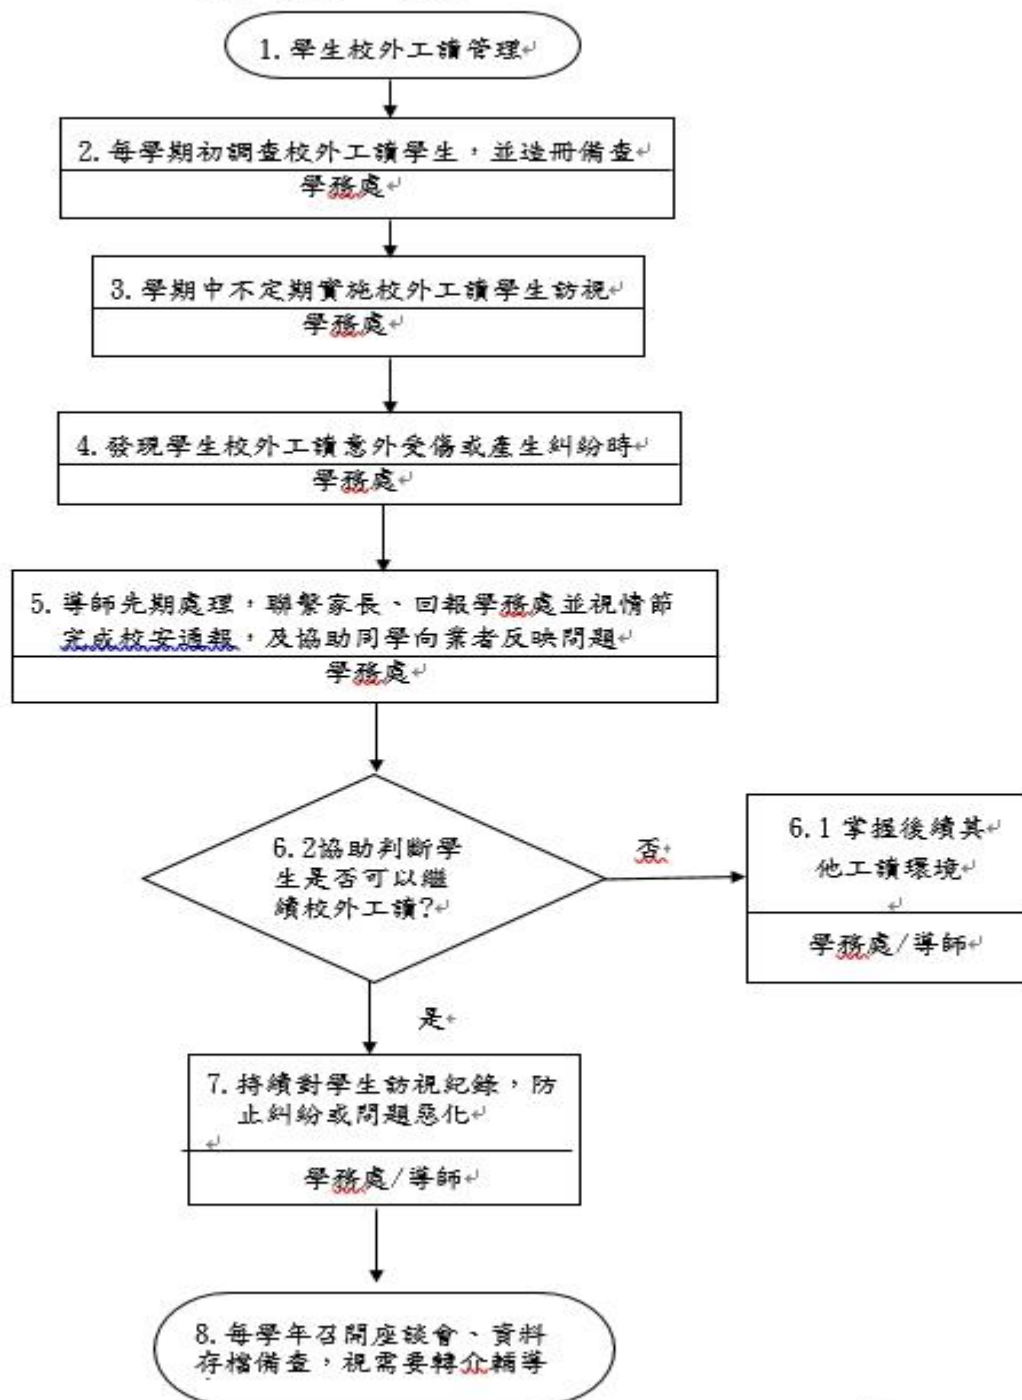 1.學生校外工讀管理
2.每學期初調查校外工讀學生，並造冊備查
學務處
3.學期中不定期實施校外工讀學生訪視
學務處
4.發現學生校外工讀意外受傷或產生糾紛時
學務處
5.導師先期處理，聯繫家長、回報學務處並視情節
完成校安通報，及協助同學向業者反映問題
學務處
6.2協助判斷學
生是否可以繼
續校外工讀?
否
6.1 掌握後續其
他工讀環境
學務處/導師
是
7.持續對學生訪視紀錄，防
止糾紛或問題惡化
學務處/導師
8.每學年召開座談會、資料
存檔備查，視需要轉介輔導